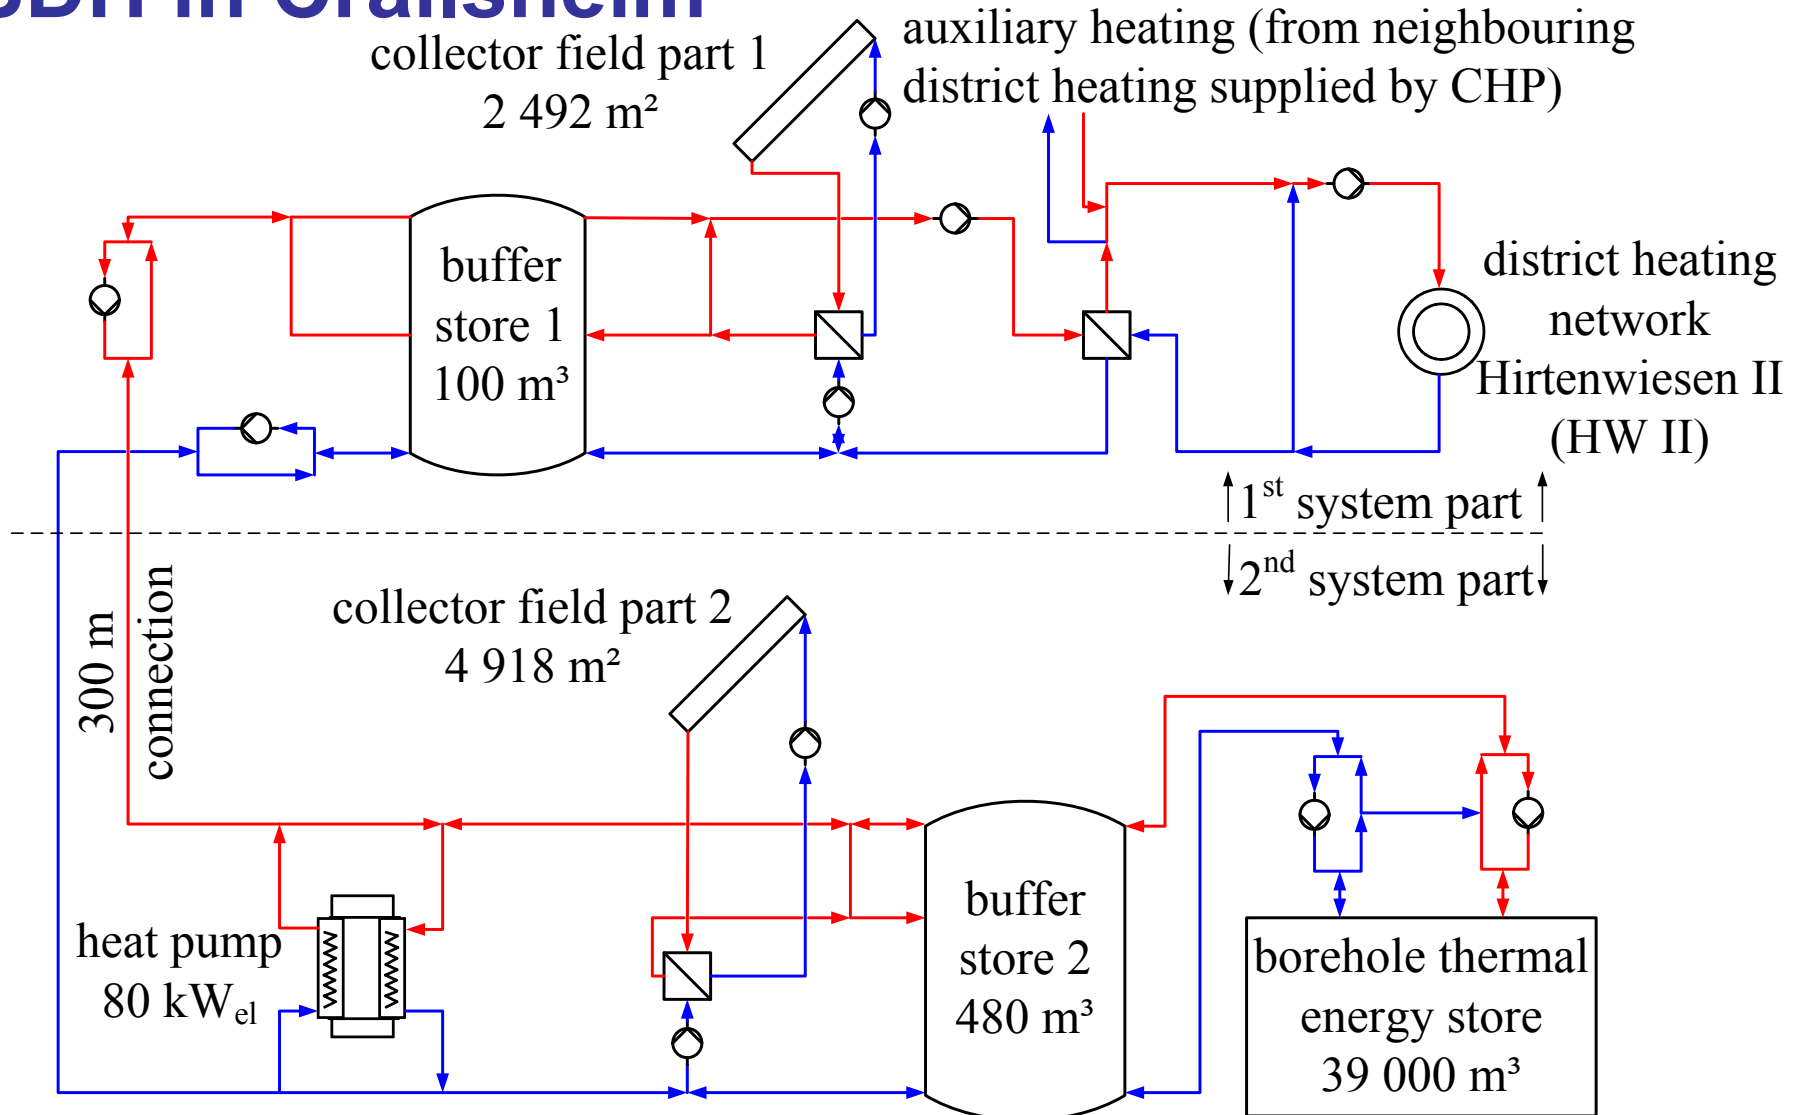 SDH in Crailsheim
collector field part 1
2 492 m²
auxiliary heating (from neighbouring
district heating supplied by CHP)
buffer
store 1
100 m³
district heating
network
Hirtenwiesen II
(HW II)
1st system part
2nd system part
300 m
connection
collector field part 2
4 918 m²
heat pump
80 kWel
buffer
store 2
480 m³
borehole thermal
energy store
39 000 m³